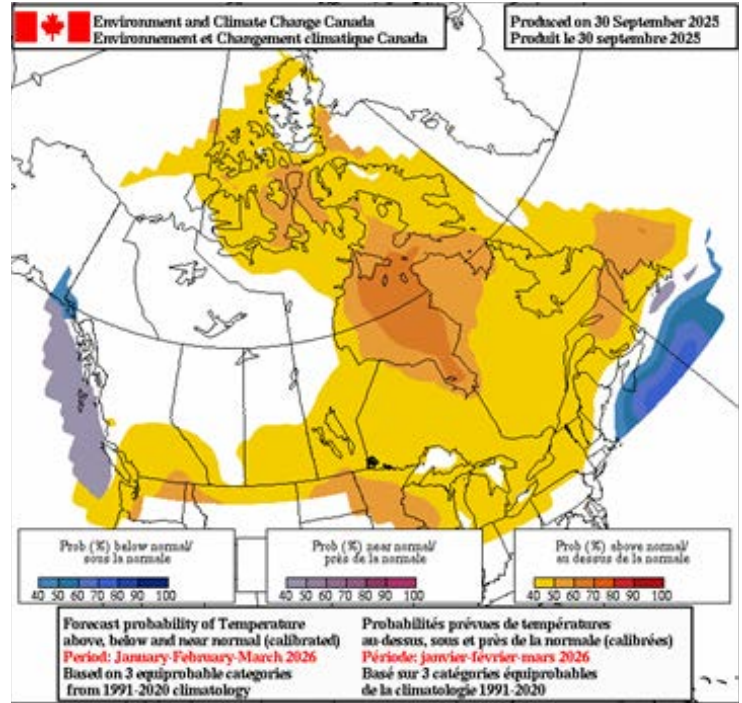 Environment and Climate Change Canada
Environnement et Changement climatique Canada
Produced on 30 September 2025
Produit le 30 septembre 2025
Prob (%) below normal/
sous la normale
40 50 60 70 80 90 100
Prob (%) near normal/
près de la normale
40 50 60 70 80 90 100
Prob (%) above normal/
au dessus de la normale
40 50 60 70 80 90 100
Forecast probability of Temperature
above, below and near normal (calibrated)
Period: January-February-March 2026
Based on 3 equiprobable categories
from 1991-2020 climatology
Probabilités prévues de températures
au-dessus, sous et près de la normale (calibrées)
Période: janvier-février-mars 2026
Basé sur 3 catégories équiprobables
de la climatologie 1991-2020